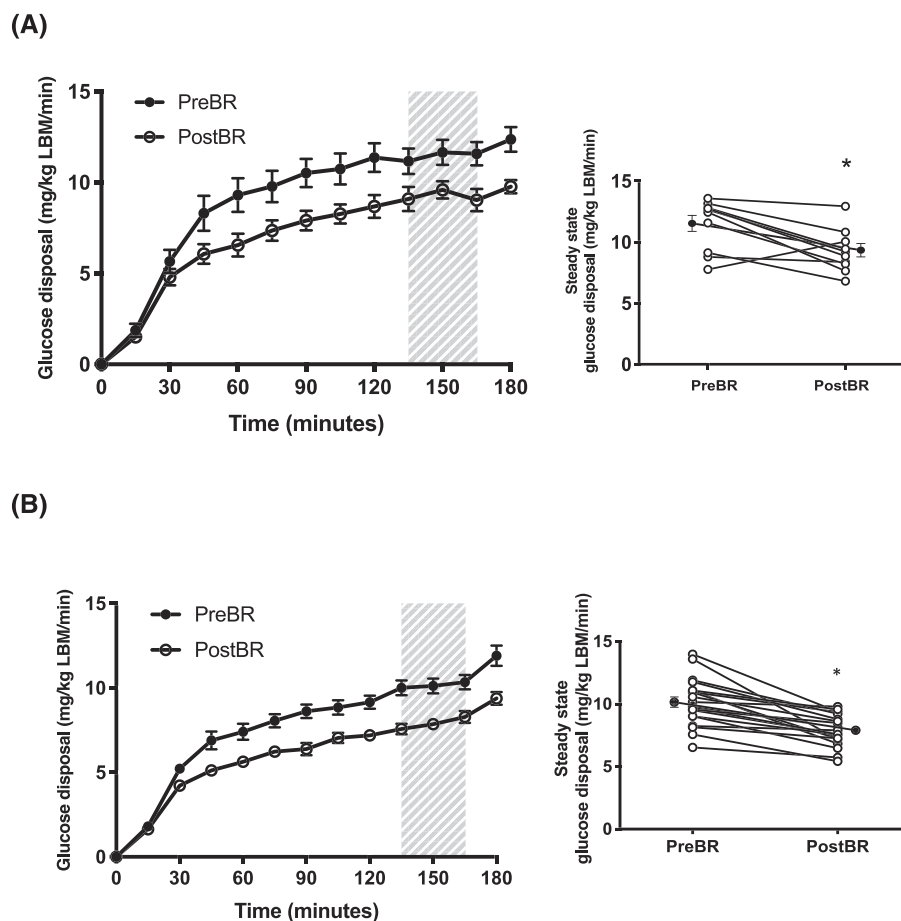 (A)
Glucose disposal (mg/kg LBM/min)
15
10
5
0
PreBR
PostBR
0 30 60 90 120 150 180
Time (minutes)
Steady state
glucose disposal (mg/kg LBM/min)
15
10
5
0
*
PreBR PostBR
(B)
Glucose disposal (mg/kg LBM/min)
15
10
5
0
PreBR
PostBR
0 30 60 90 120 150 180
Time (minutes)
Steady state
glucose disposal (mg/kg LBM/min)
15
10
5
0
*
PreBR PostBR